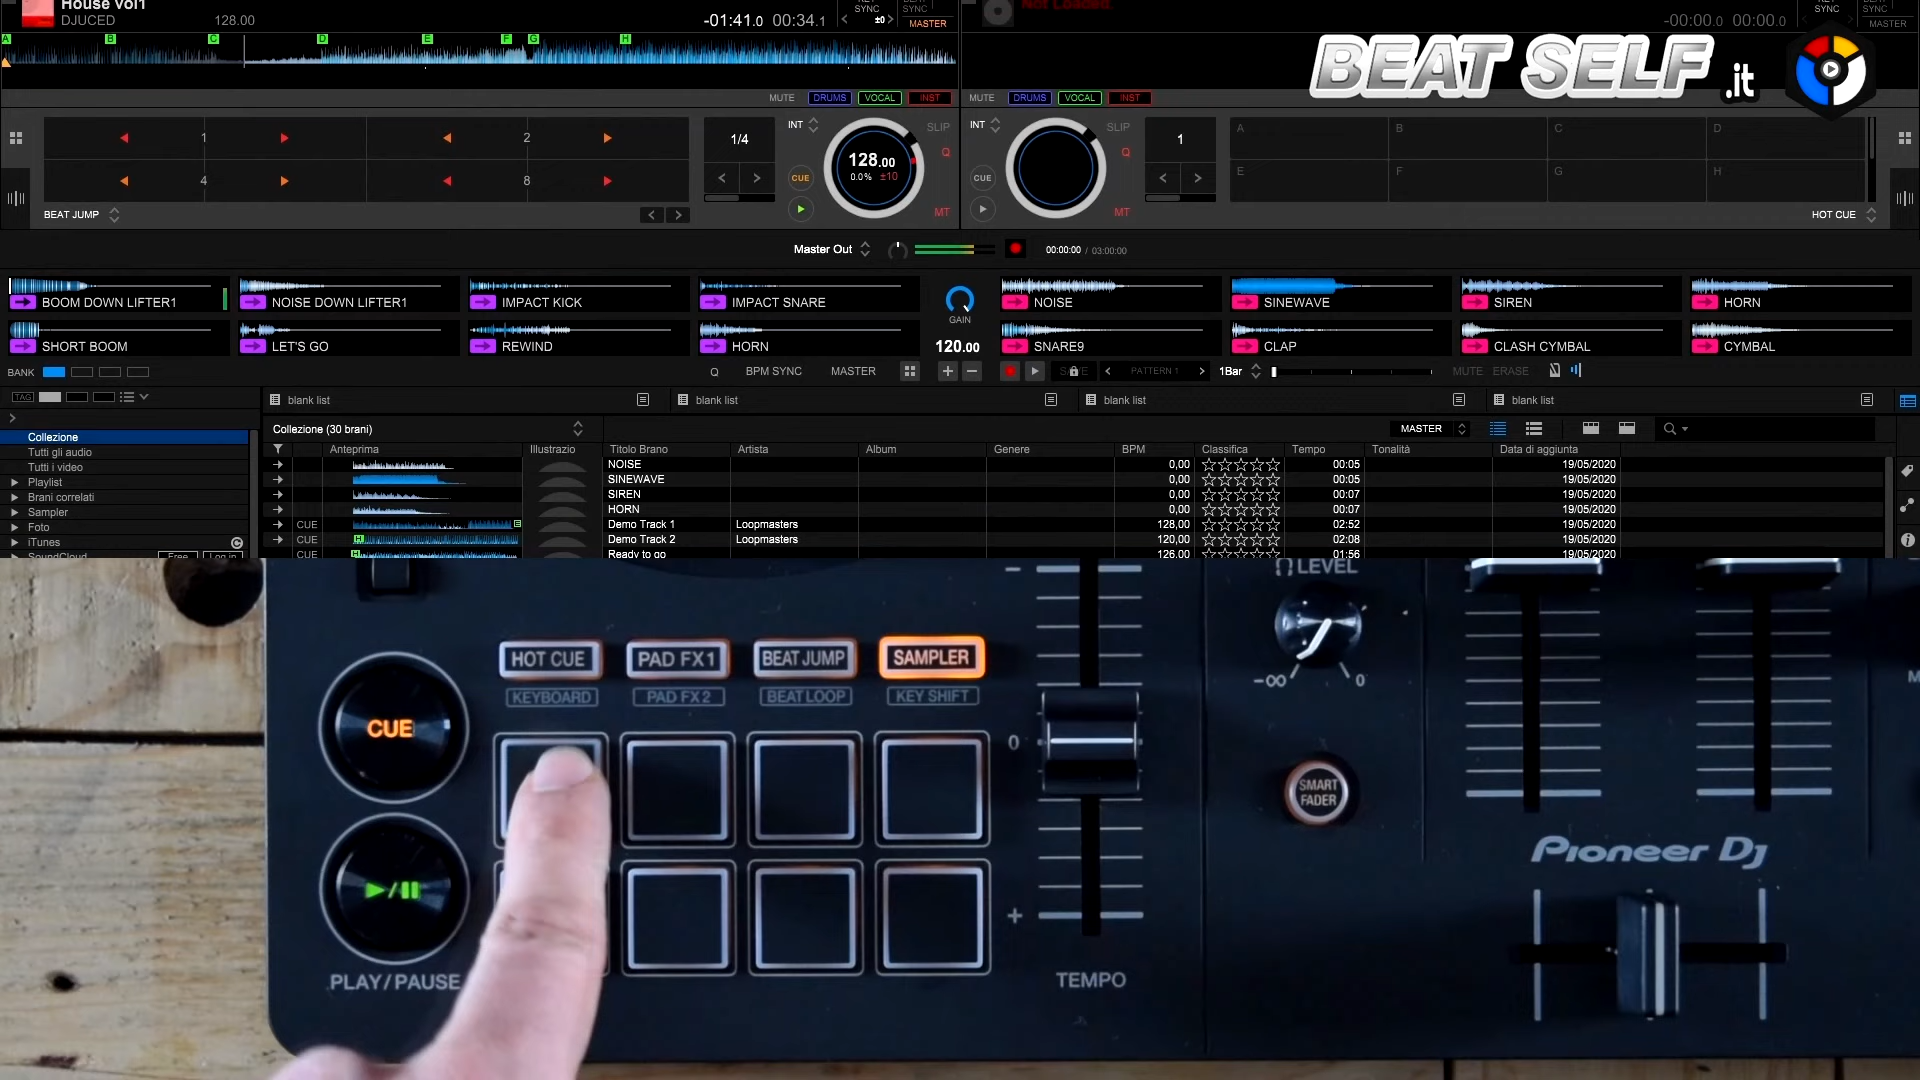 House vol1
DJUCED 128.00
-01:41.0 00:34.1
SYNC
±0
SYNC
MASTER
Not Loaded.
-00:00.0 00:00.0
SYNC
SYNC
MASTER
BEAT SELF.it
A B C D E F G H
MUTE DRUMS VOCAL INST
MUTE DRUMS VOCAL INST
1 2
4 8
BEAT JUMP
1/4
INT
CUE
128.00
0.0% ±10
SLIP
Q
MT
INT
CUE
SLIP
Q
MT
1
A B C D
E F G H
HOT CUE
Master Out
00:00:00 / 03:00:00
BOOM DOWN LIFTER1 NOISE DOWN LIFTER1 IMPACT KICK IMPACT SNARE
SHORT BOOM LET'S GO REWIND HORN
GAIN
120.00
NOISE SINEWAVE SIREN HORN
SNARE9 CLAP CLASH CYMBAL CYMBAL
BANK
Q BPM SYNC MASTER
SAVE PATTERN 1 1Bar MUTE ERASE
TAG
blank list blank list blank list blank list
Collezione
Tutti gli audio
Tutti i video
Playlist
Brani correlati
Sampler
Foto
iTunes
SoundCloud Free Log in
Collezione (30 brani)
MASTER
Anteprima Illustrazio Titolo Brano Artista Album Genere BPM Classifica Tempo Tonalità Data di aggiunta
NOISE 0,00 00:05 19/05/2020
SINEWAVE 0,00 00:05 19/05/2020
SIREN 0,00 00:07 19/05/2020
HORN 0,00 00:07 19/05/2020
CUE E Demo Track 1 Loopmasters 128,00 02:52 19/05/2020
CUE H Demo Track 2 Loopmasters 120,00 02:08 19/05/2020
CUE H Ready to go 126,00 01:56 19/05/2020
HOT CUE PAD FX1 BEAT JUMP SAMPLER
KEYBOARD PAD FX2 BEAT LOOP KEY SHIFT
CUE
PLAY/PAUSE
−
0
+
TEMPO
LEVEL
-∞ 0
SMART
FADER
M
Pioneer Dj